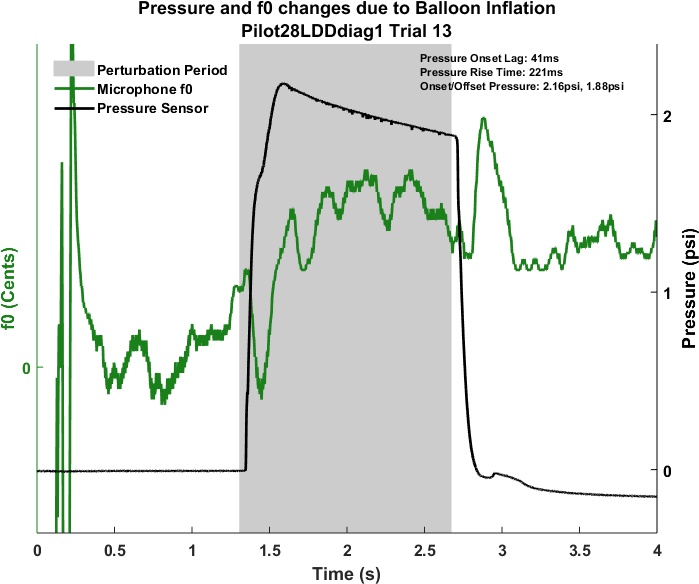 Pressure and f0 changes due to Balloon Inflation
Pilot28LDDdiag1 Trial 13
Perturbation Period
Microphone f0
Pressure Sensor
Pressure Onset Lag: 41ms
Pressure Rise Time: 221ms
Onset/Offset Pressure: 2.16psi, 1.88psi
f0 (Cents)
0
2
1
0
Pressure (psi)
0 0.5 1 1.5 2 2.5 3 3.5 4
Time (s)